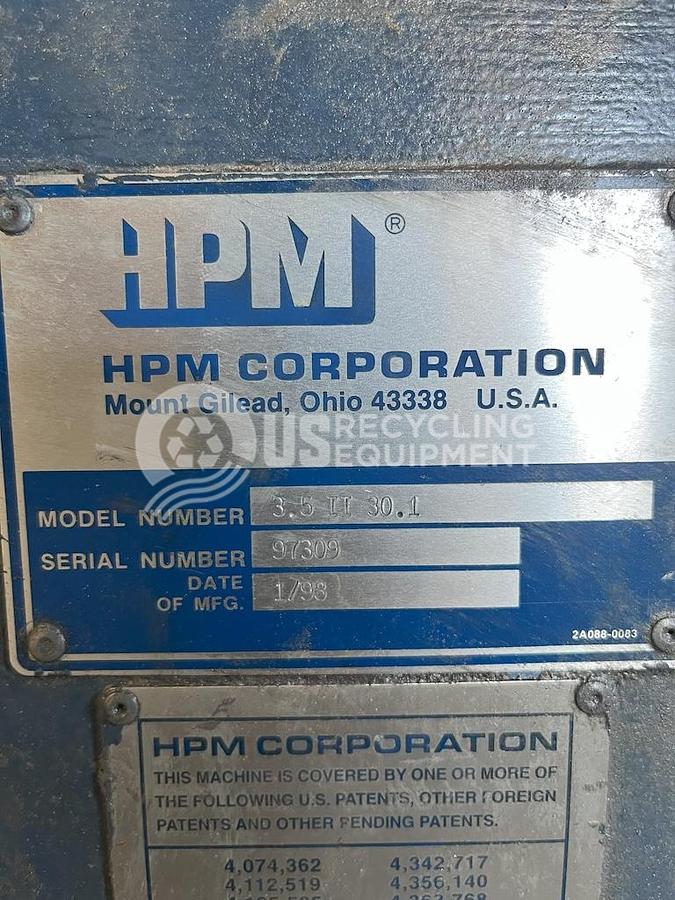 HPM®
HPM CORPORATION
Mount Gilead, Ohio 43338 U.S.A.
US RECYCLING
EQUIPMENT
MODEL NUMBER 3.5 II 30.1
SERIAL NUMBER 97309
DATE
OF MFG. 1/98
2A088-0083
HPM CORPORATION
THIS MACHINE IS COVERED BY ONE OR MORE OF
THE FOLLOWING U.S. PATENTS, OTHER FOREIGN
PATENTS AND OTHER PENDING PATENTS.
4,074,362 4,342,717
4,112,519 4,356,140